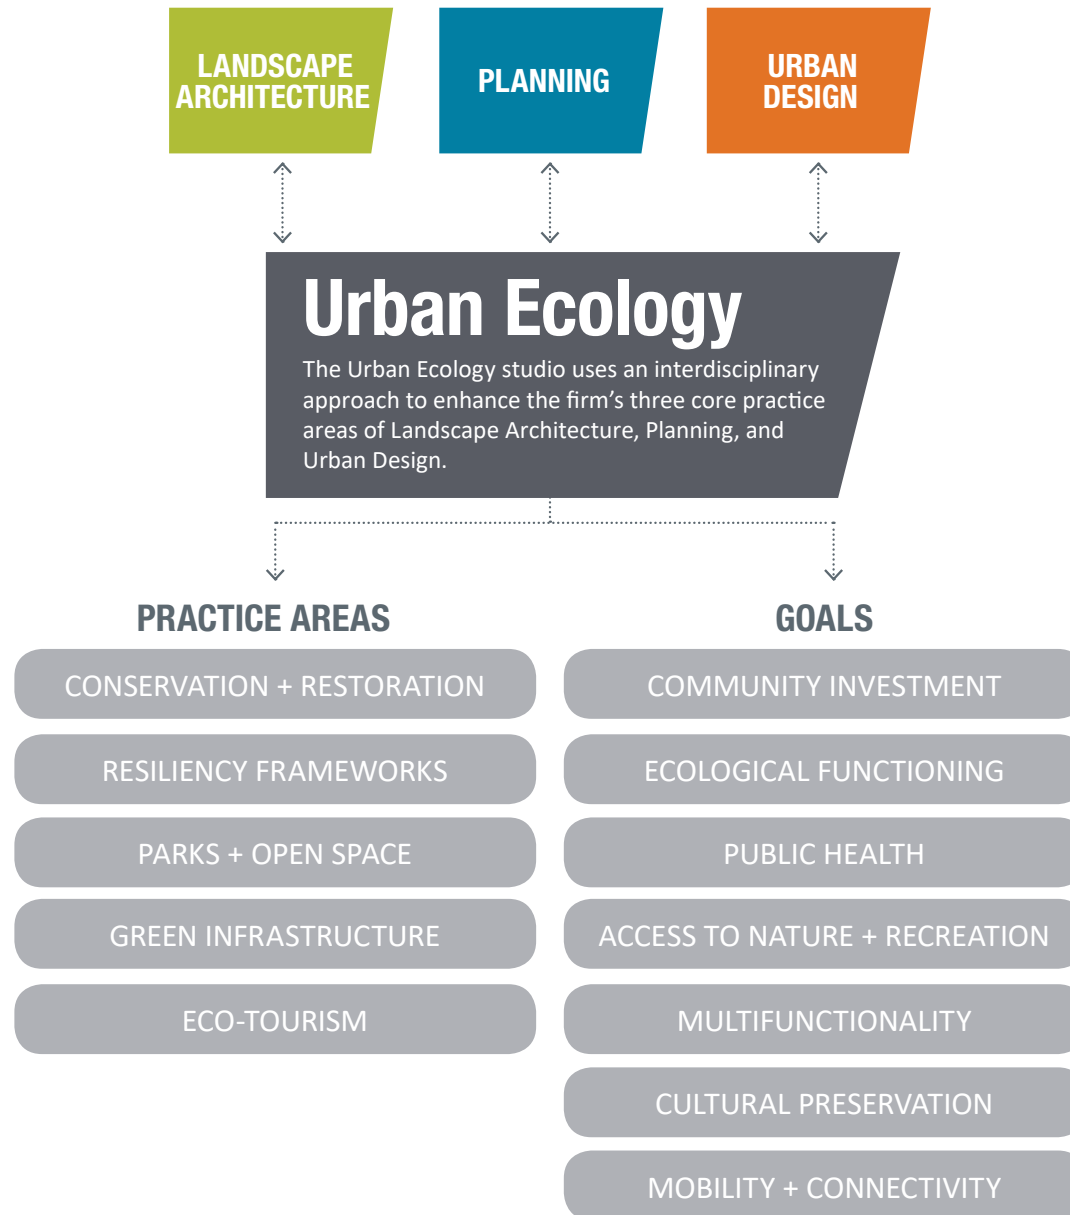 LANDSCAPE
ARCHITECTURE
PLANNING
URBAN
DESIGN
Urban Ecology
The Urban Ecology studio uses an interdisciplinary
approach to enhance the firm's three core practice
areas of Landscape Architecture, Planning, and
Urban Design.
PRACTICE AREAS
CONSERVATION + RESTORATION
RESILIENCY FRAMEWORKS
PARKS + OPEN SPACE
GREEN INFRASTRUCTURE
ECO-TOURISM
GOALS
COMMUNITY INVESTMENT
ECOLOGICAL FUNCTIONING
PUBLIC HEALTH
ACCESS TO NATURE + RECREATION
MULTIFUNCTIONALITY
CULTURAL PRESERVATION
MOBILITY + CONNECTIVITY